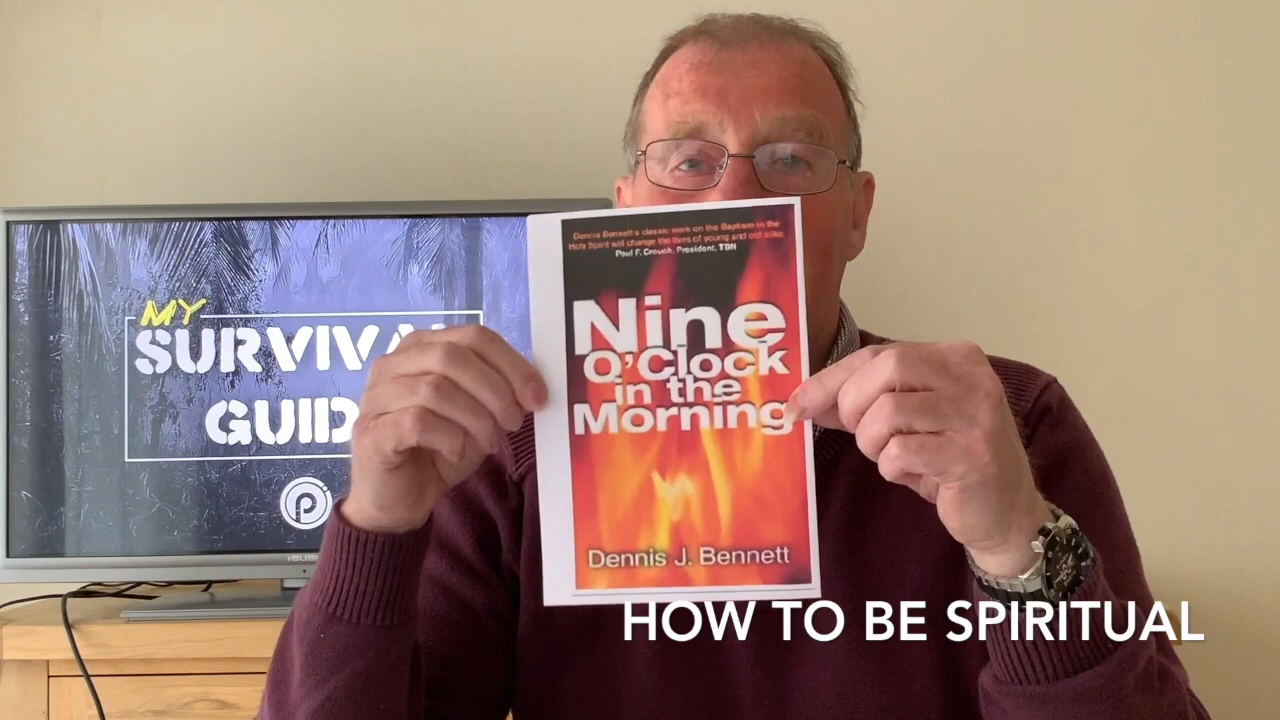 MY
SURVIVA
GUID
P
Dennis Bennett's classic work on the Baptism in the
Holy Spirit will change the lives of young and old alike.
Paul F. Crouch, President, TBN
Nine
O'Clock
in the
Morning
Dennis J. Bennett
HOW TO BE SPIRITUAL